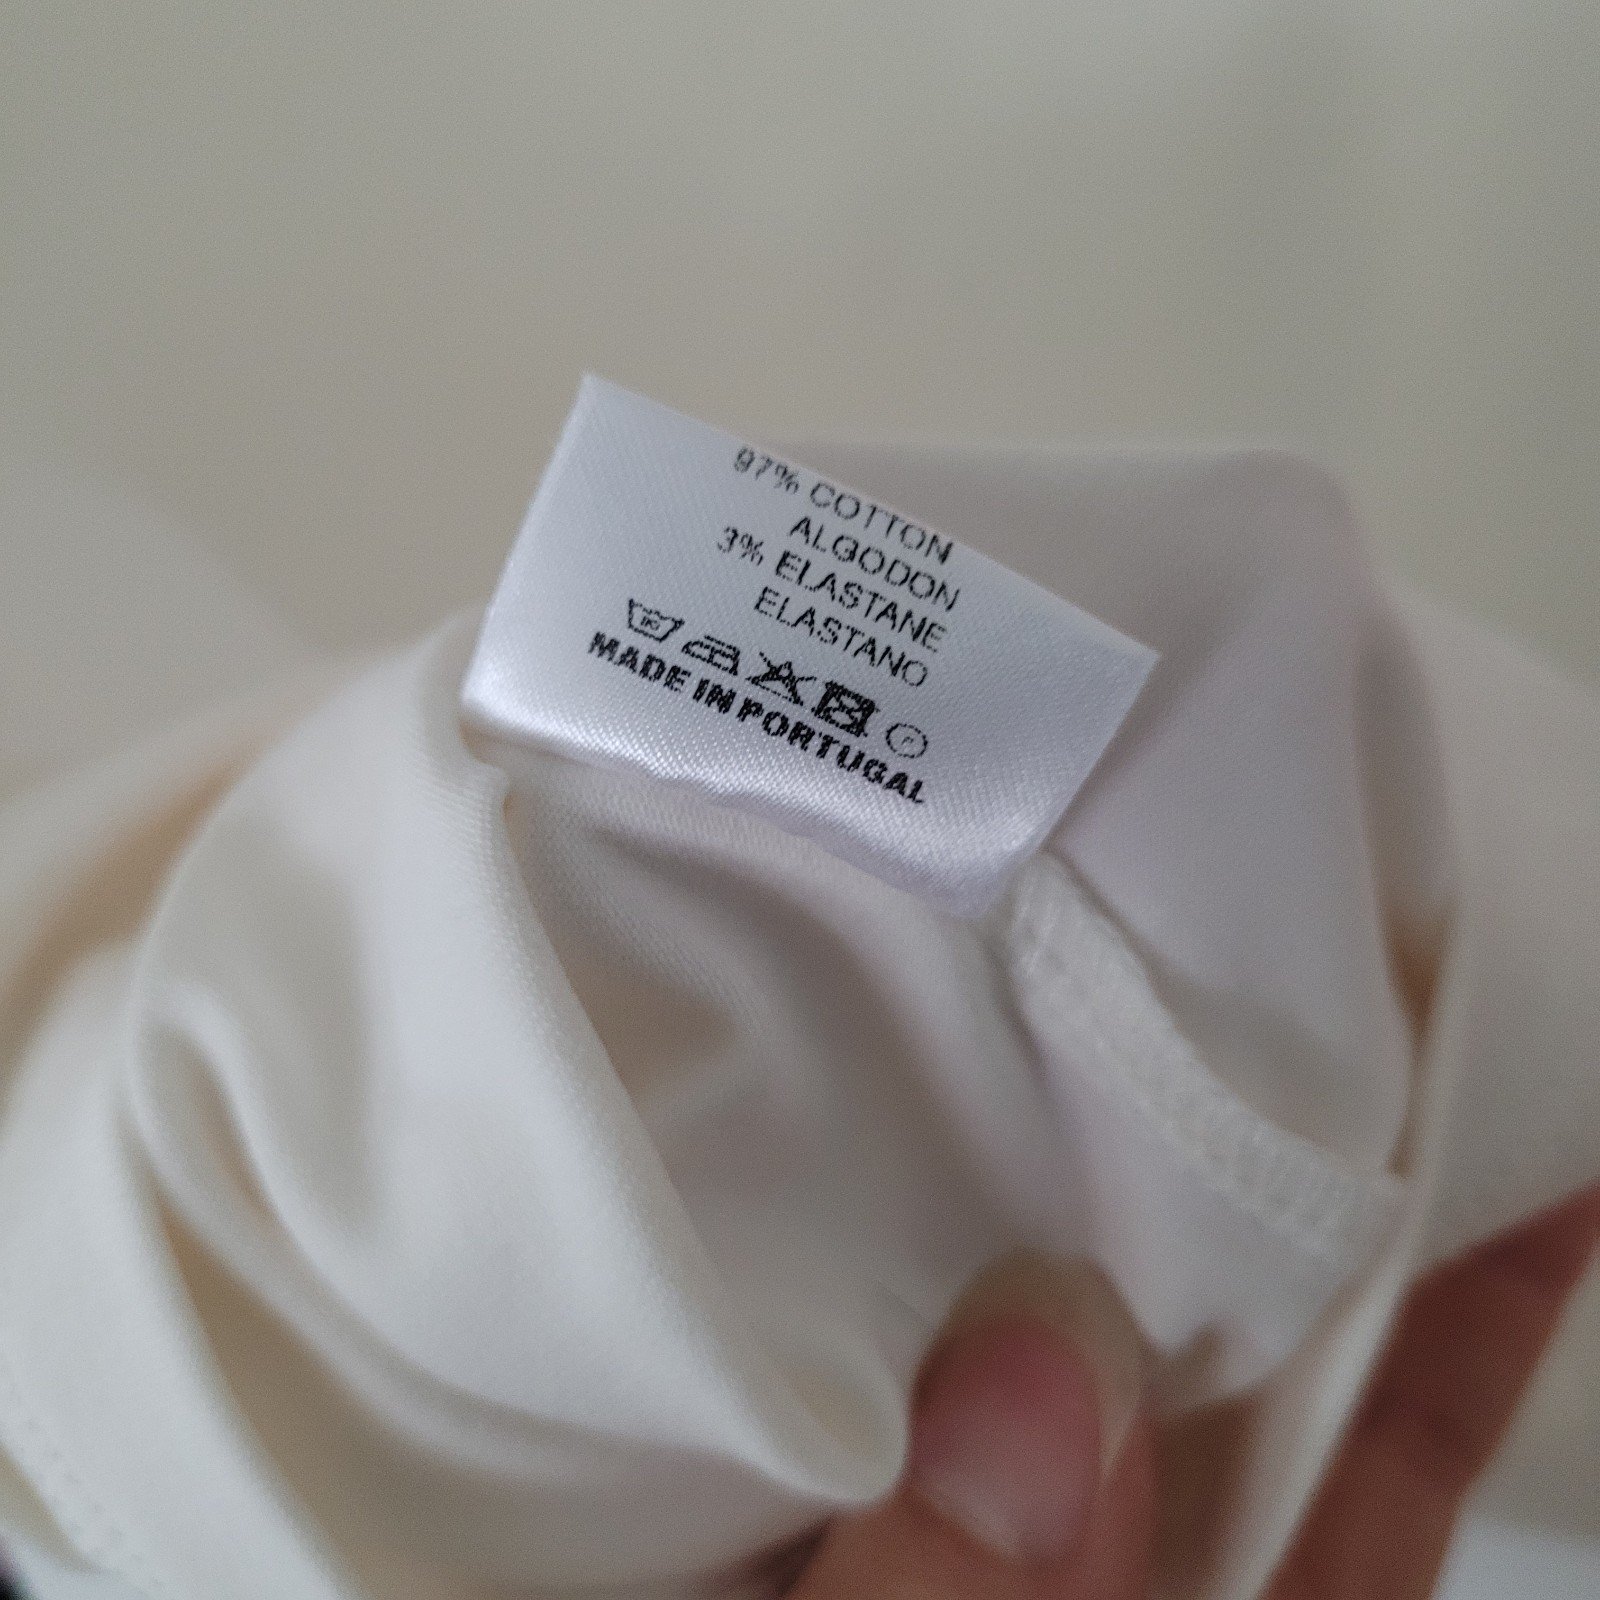 97% COTTON
ALGODON
3% ELASTANE
ELASTANO
MADE IN PORTUGAL